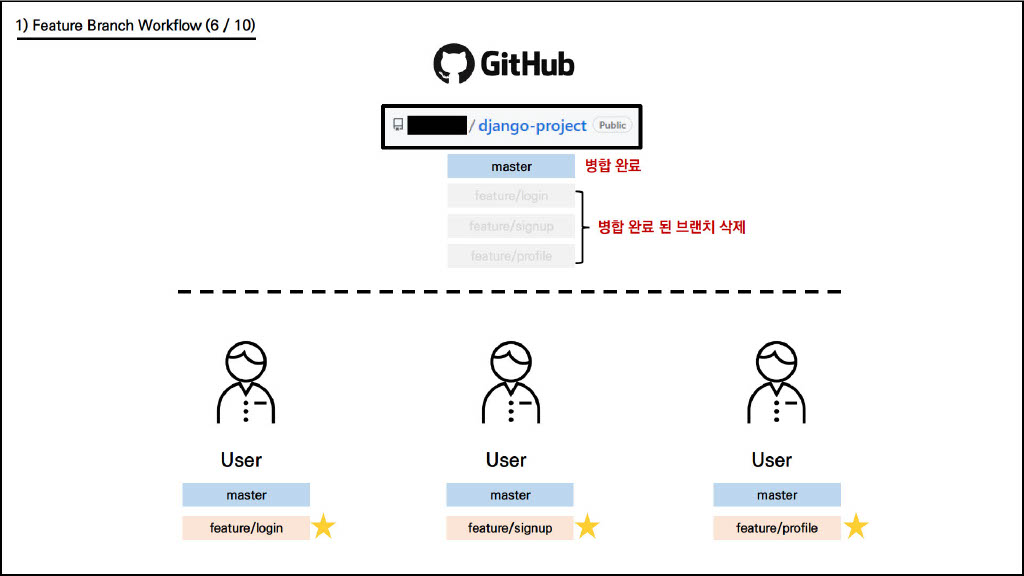 1) Feature Branch Workflow (6 / 10)
GitHub
/ django-project Public
master 병합 완료
feature/login
feature/signup 병합 완료 된 브랜치 삭제
feature/profile
User User User
master master master
feature/login feature/signup feature/profile